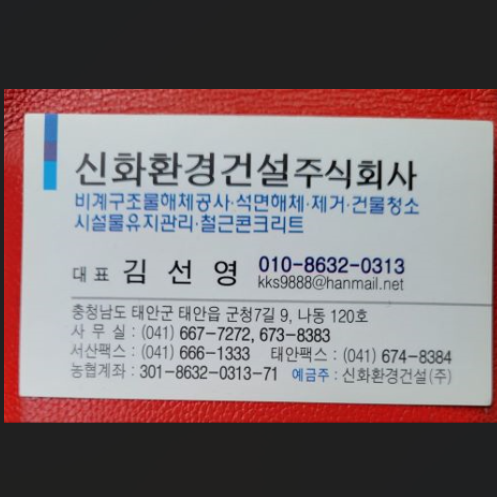 신화환경건설주식회사
비계구조물해체공사·석면해체·제거·건물청소
시설물유지관리·철근콘크리트
대표 김선영 010-8632-0313
kks9888@hanmail.net
충청남도 태안군 태안읍 군청7길 9, 나동 120호
사 무 실 : (041) 667-7272, 673-8383
서산팩스 : (041) 666-1333 태안팩스 : (041) 674-8384
농협계좌 : 301-8632-0313-71 예금주 : 신화환경건설(주)